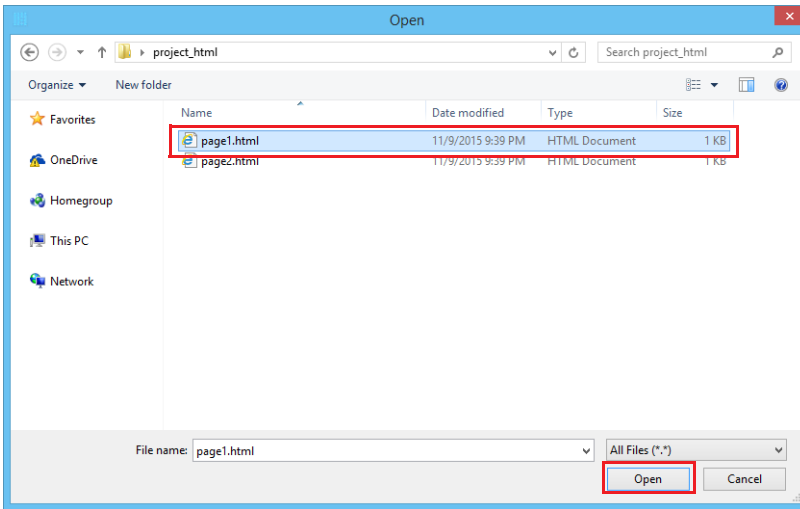 Open
project_html
Search project_html
Organize
New folder
Name
Date modified
Type
Size
Favorites
OneDrive
Homegroup
This PC
Network
page1.html 11/9/2015 9:39 PM HTML Document 1 KB
page2.html 11/9/2015 9:39 PM HTML Document 1 KB
File name: page1.html
All Files (*.*)
Open
Cancel